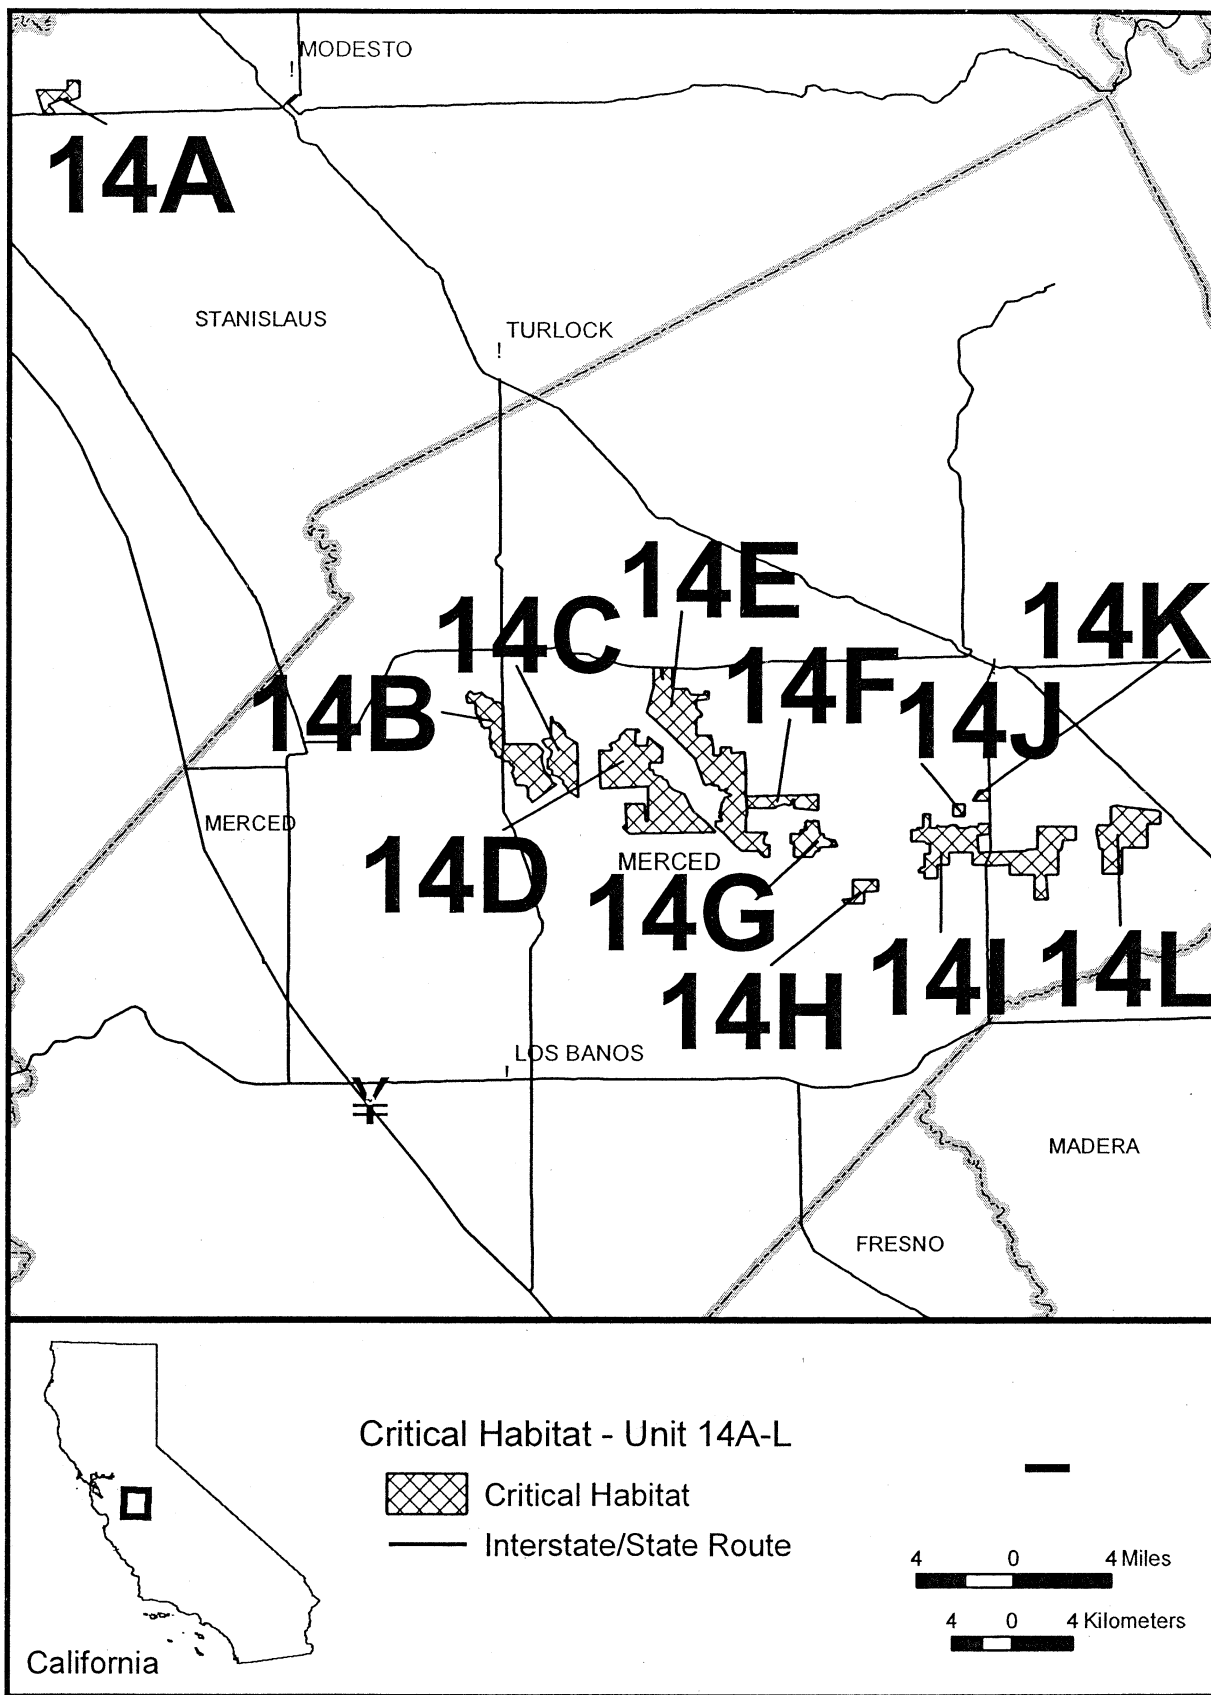 MODESTO
14A
STANISLAUS
TURLOCK
14E
14C
14K
14F
14B
14J
MERCED
14D
MERCED
14G
14H
14I
14L
LOS BANOS
MADERA
FRESNO
Critical Habitat - Unit 14A-L
Critical Habitat
Interstate/State Route
4 0 4 Miles
4 0 4 Kilometers
California